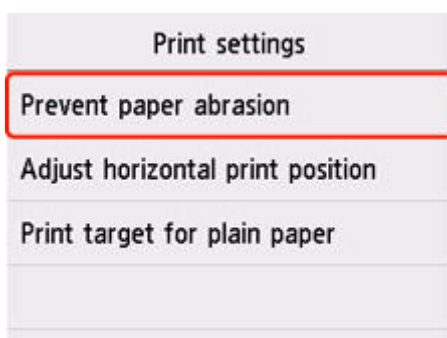 Print settings
Prevent paper abrasion
Adjust horizontal print position
Print target for plain paper